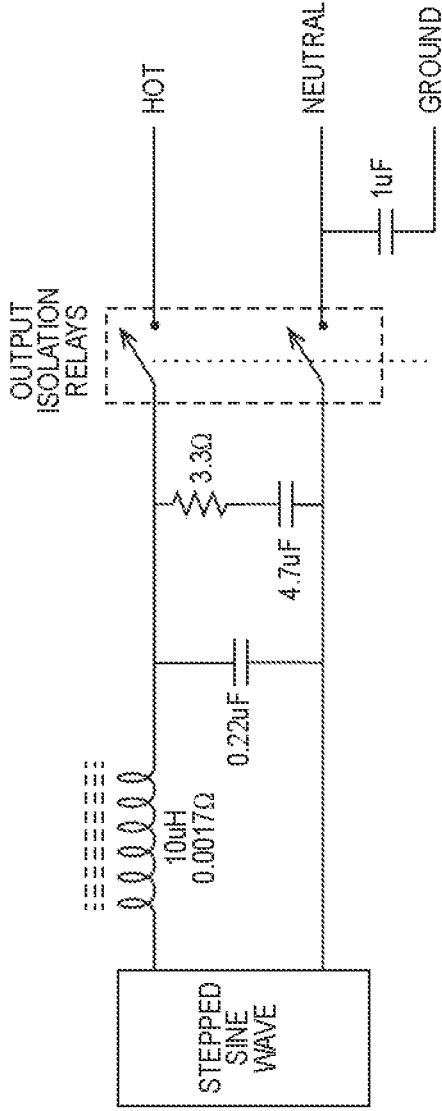 STEPPED
SINE
WAVE
10uH
0.0017Ω
0.22uF
3.3Ω
4.7uF
OUTPUT
ISOLATION
RELAYS
HOT
NEUTRAL
1uF
GROUND